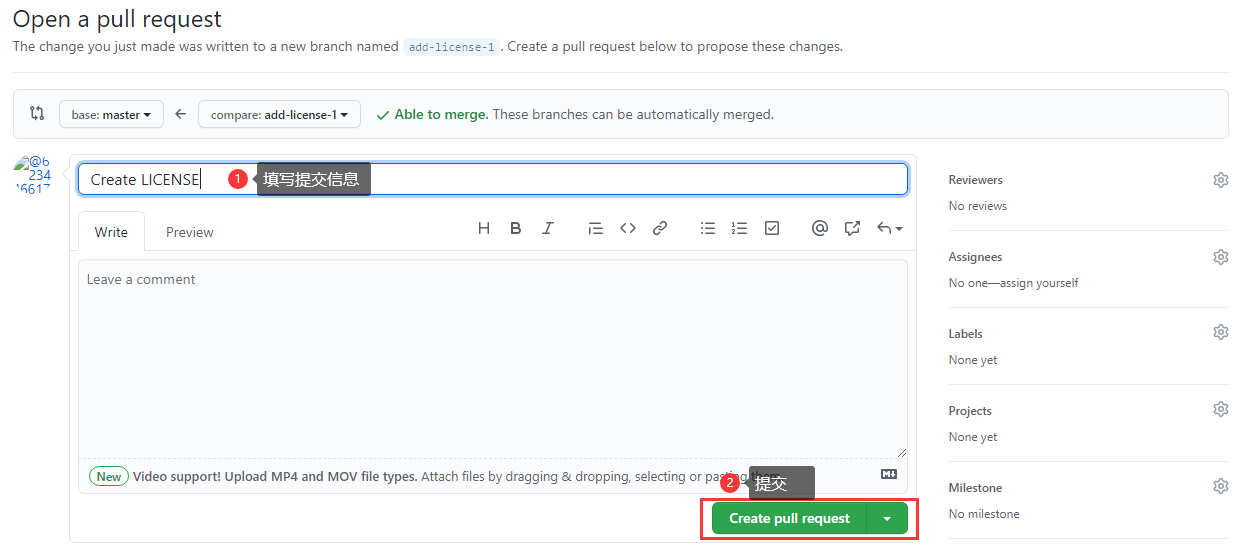 Open a pull request
The change you just made was written to a new branch named add-license-1 . Create a pull request below to propose these changes.
base: master
compare: add-license-1
Able to merge. These branches can be automatically merged.
@6
234
Create LICENSE
1
填写提交信息
Write
Preview
H B I
Leave a comment
New Video support! Upload MP4 and MOV file types. Attach files by dragging & dropping, selecting or pasting them.
2
提交
Create pull request
Reviewers
No reviews
Assignees
No one—assign yourself
Labels
None yet
Projects
None yet
Milestone
No milestone